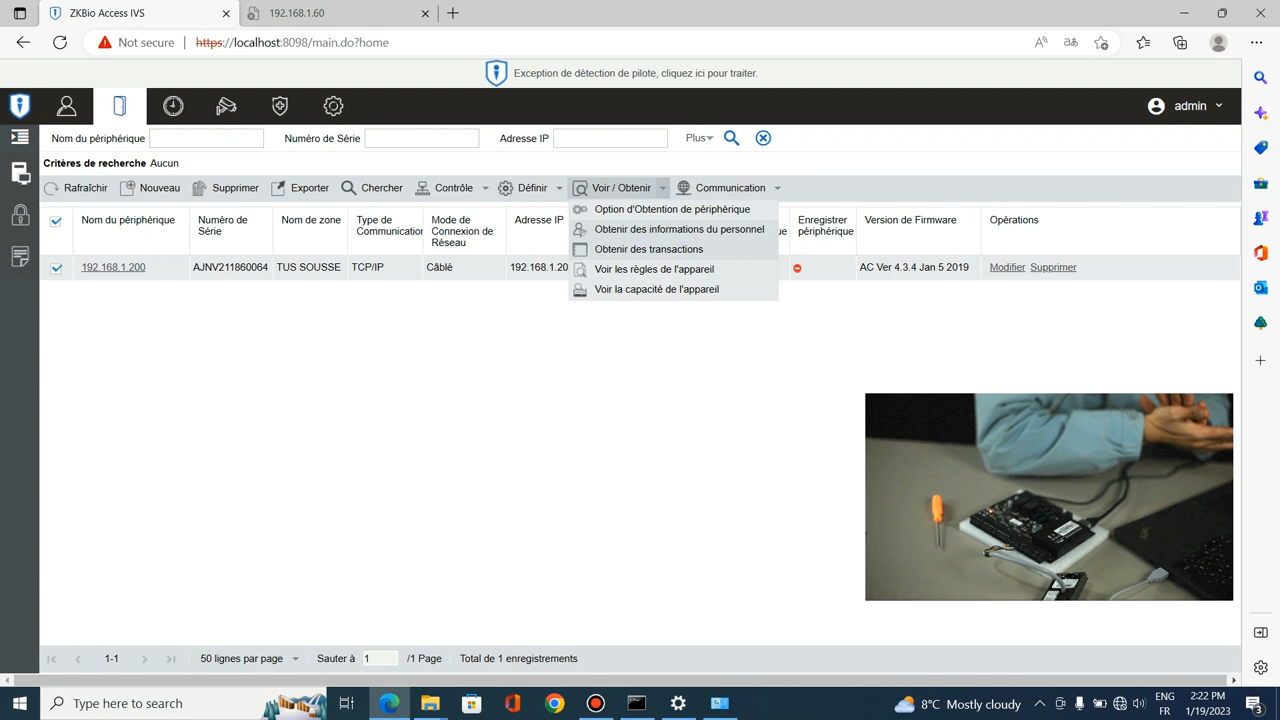 ZKBio Access IVS
192.168.1.60
Not secure
https://localhost:8098/main.do?home
Exception de détection de pilote, cliquez ici pour traiter.
admin
Nom du périphérique
Numéro de Série
Adresse IP
Plus
Critères de recherche Aucun
Rafraîchir
Nouveau
Supprimer
Exporter
Chercher
Contrôle
Définir
Voir / Obtenir
Communication
Option d'Obtention de périphérique
Obtenir des informations du personnel
Obtenir des transactions
Voir les règles de l'appareil
Voir la capacité de l'appareil
Nom du périphérique
Numéro de
Série
Nom de zone
Type de
Communication
Mode de
Connexion de
Réseau
Adresse IP
ue
Enregistrer
périphérique
Version de Firmware
Opérations
192.168.1.200
AJNV211860064
TUS SOUSSE
TCP/IP
Câblé
192.168.1.20
AC Ver 4.3.4 Jan 5 2019
Modifier Supprimer
1-1
50 lignes par page
Sauter à 1 /1 Page
Total de 1 enregistrements
Type here to search
8°C Mostly cloudy
ENG
FR
2:22 PM
1/19/2023
3